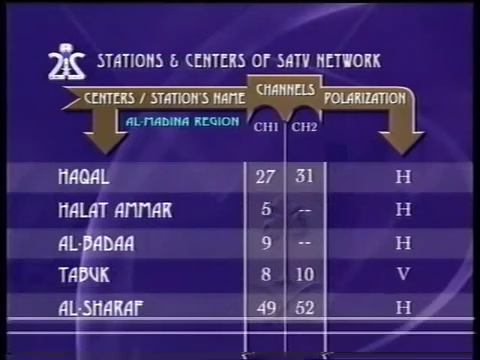 STATIONS & CENTERS OF SATV NETWORK
CENTERS / STATION'S NAME CHANNELS POLARIZATION
AL-MADINA REGION CH1 CH2
HAQAL 27 31 H
HALAT AMMAR 5 -- H
AL-BADAA 9 -- H
TABUK 8 10 V
AL-SHARAF 49 52 H